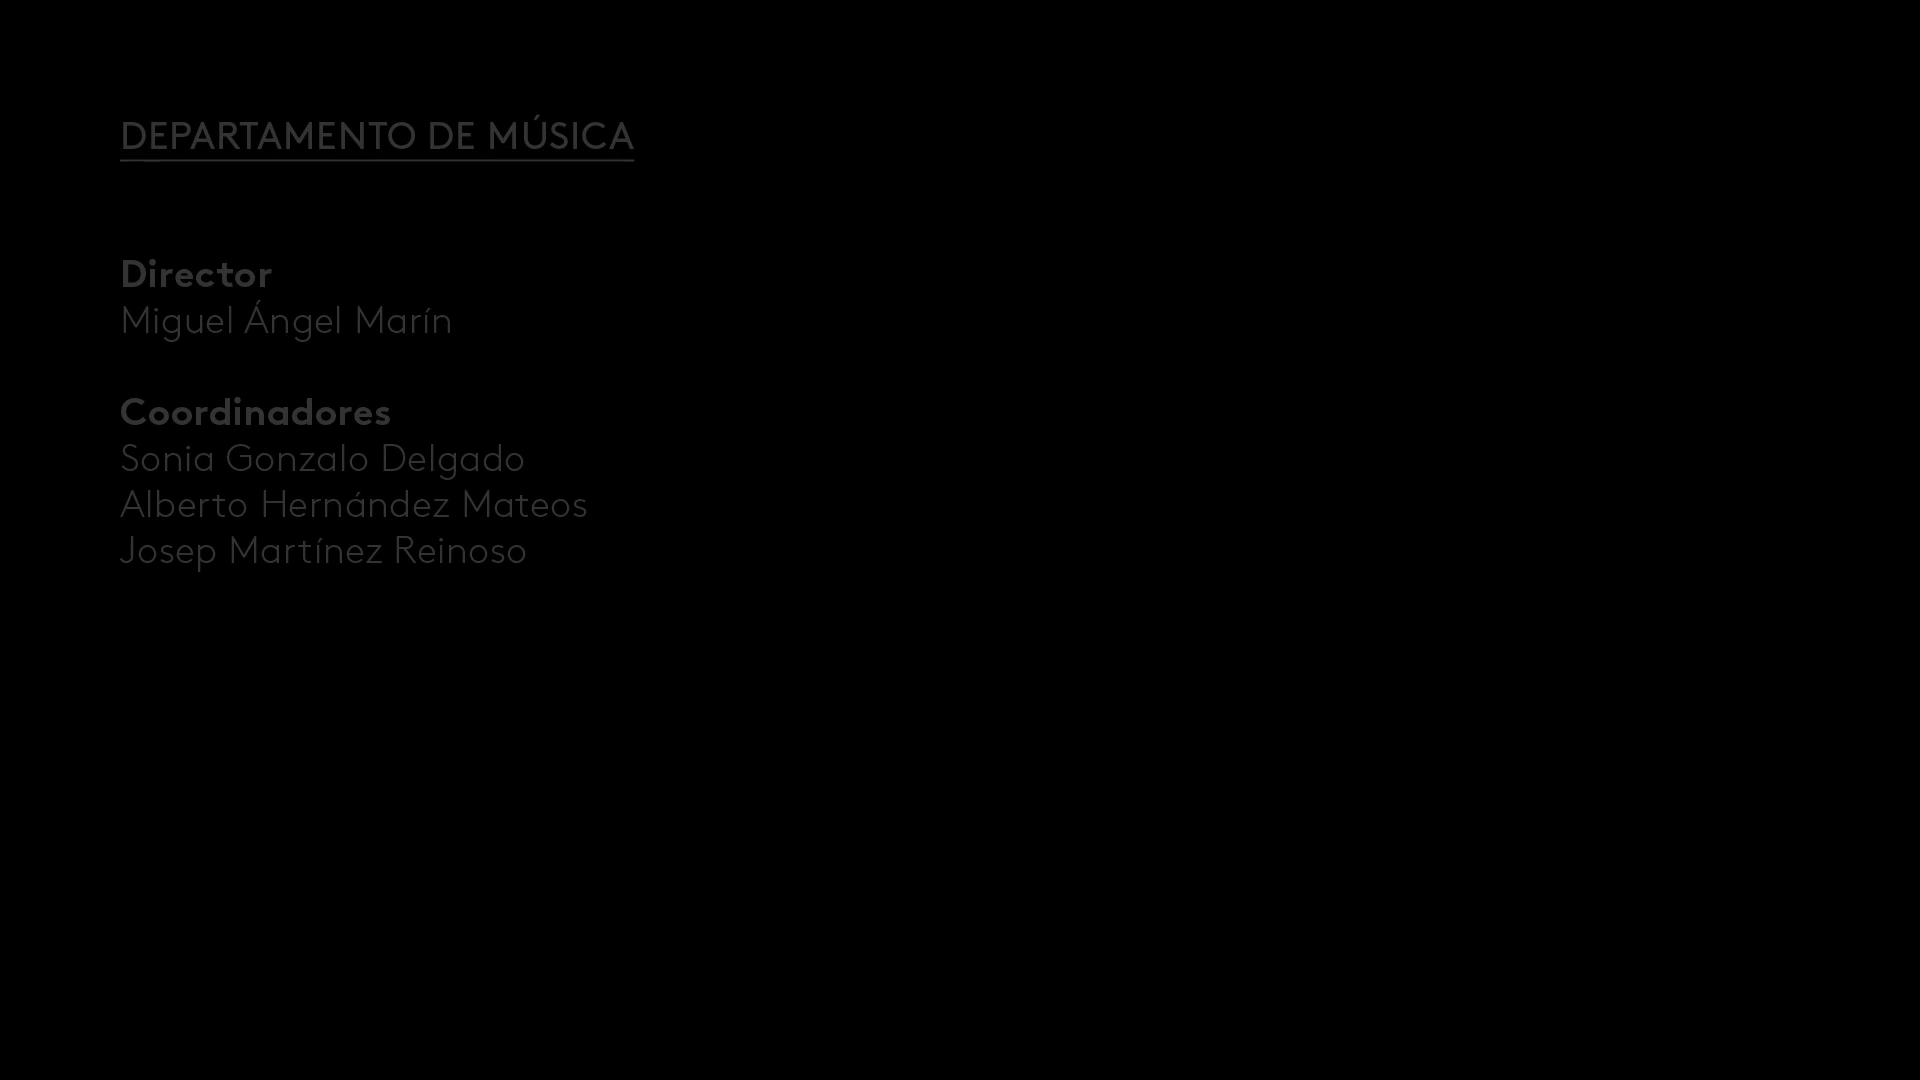 DEPARTAMENTO DE MÚSICA
Director
Miguel Ángel Marín
Coordinadores
Sonia Gonzalo Delgado
Alberto Hernández Mateos
Josep Martínez Reinoso